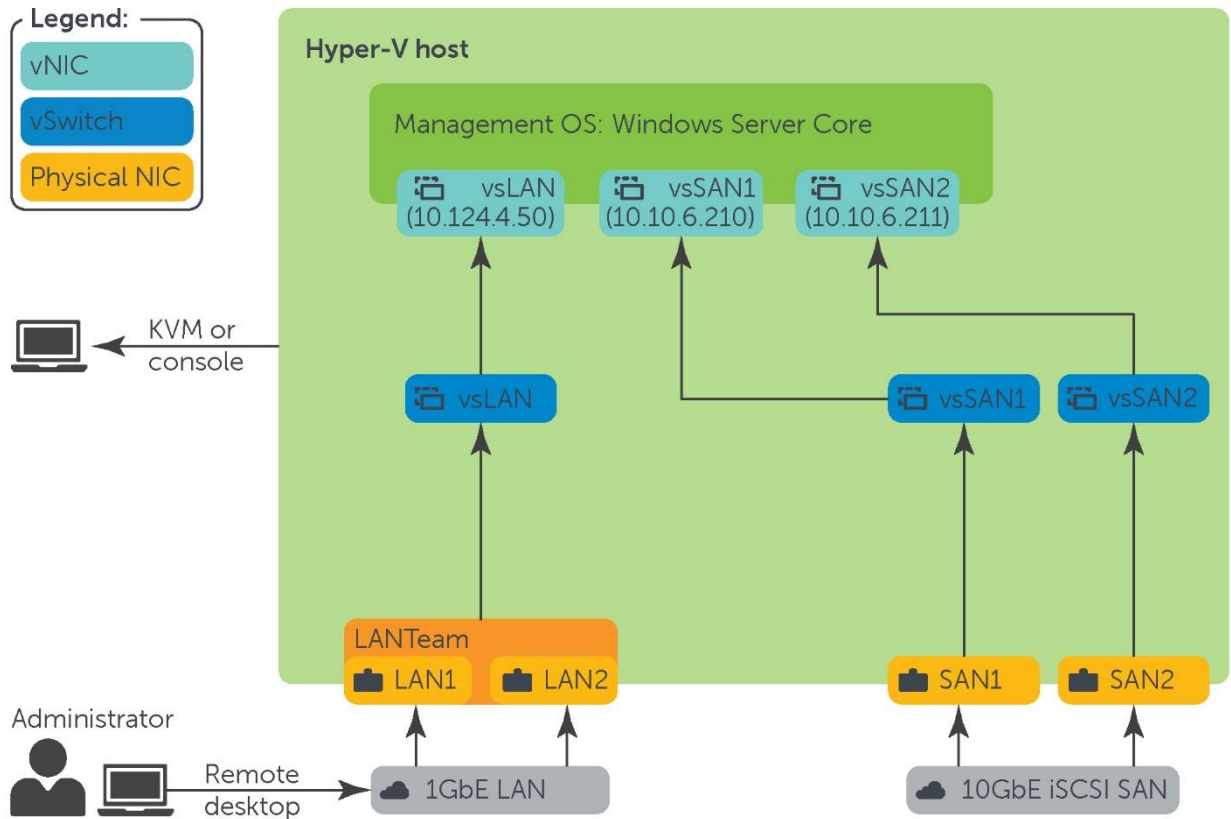 Legend:
vNIC
vSwitch
Physical NIC
Hyper-V host
Management OS: Windows Server Core
vsLAN
(10.124.4.50)
vsSAN1
(10.10.6.210)
vsSAN2
(10.10.6.211)
KVM or
console
vsLAN
vsSAN1
vsSAN2
LANTeam
LAN1
LAN2
SAN1
SAN2
Administrator
Remote
desktop
1GbE LAN
10GbE iSCSI SAN